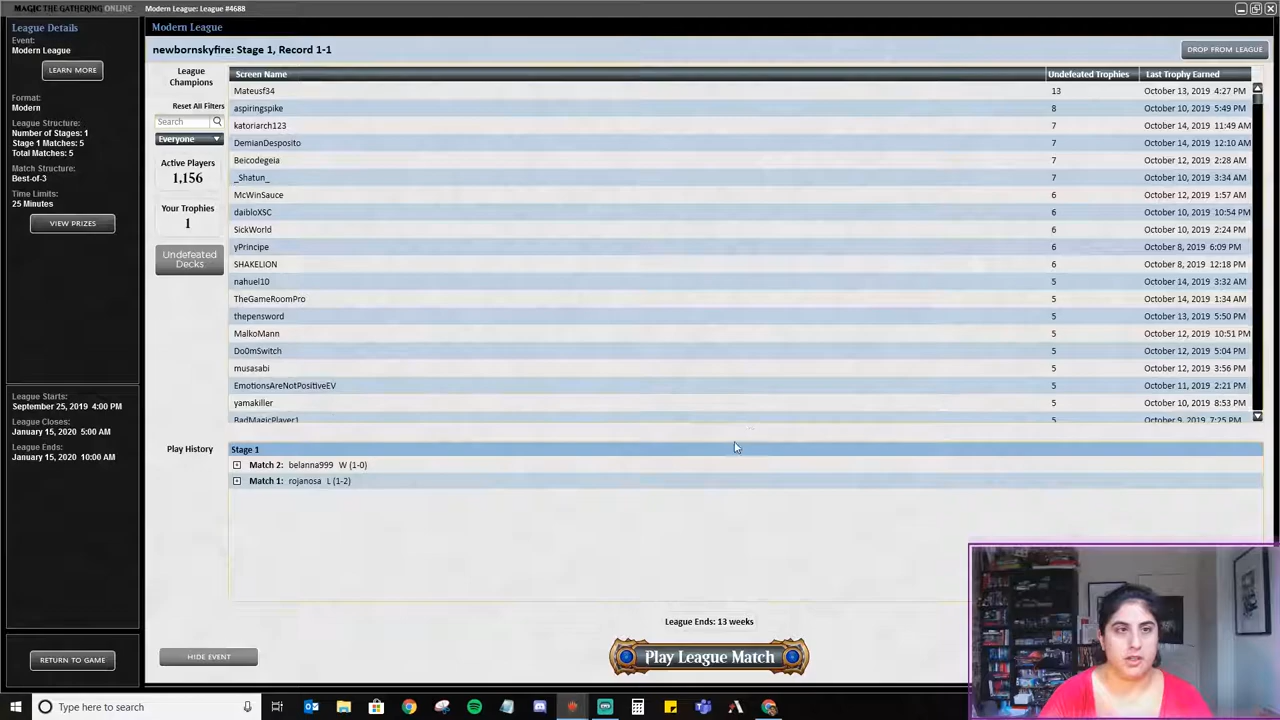 MAGIC THE GATHERING ONLINE
Modern League: League #4688
League Details
Event:
Modern League
LEARN MORE
Format:
Modern
League Structure:
Number of Stages: 1
Stage 1 Matches: 5
Total Matches: 5
Match Structure:
Best-of-3
Time Limits:
25 Minutes
VIEW PRIZES
League Starts:
September 25, 2019 4:00 PM
League Closes:
January 15, 2020 5:00 AM
League Ends:
January 15, 2020 10:00 AM
RETURN TO GAME
Modern League
newbornskyfire: Stage 1, Record 1-1
DROP FROM LEAGUE
League
Champions
Reset All Filters
Search
Everyone
Active Players
1,156
Your Trophies
1
Undefeated
Decks
Screen Name Undefeated Trophies Last Trophy Earned
Mateusf34 13 October 13, 2019 4:27 PM
aspiringspike 8 October 10, 2019 5:49 PM
katoriarch123 7 October 14, 2019 11:49 AM
DemianDesposito 7 October 14, 2019 12:10 AM
Beicodegeia 7 October 12, 2019 2:28 AM
_Shatun_ 7 October 10, 2019 3:34 AM
McWinSauce 6 October 12, 2019 1:57 AM
daibloXSC 6 October 10, 2019 10:54 PM
SickWorld 6 October 10, 2019 2:24 PM
yPrincipe 6 October 8, 2019 6:09 PM
SHAKELION 6 October 8, 2019 12:18 PM
nahuel10 5 October 14, 2019 3:32 AM
TheGameRoomPro 5 October 14, 2019 1:34 AM
thepensword 5 October 13, 2019 5:50 PM
MalkoMann 5 October 12, 2019 10:51 PM
Do0mSwitch 5 October 12, 2019 5:04 PM
musasabi 5 October 12, 2019 3:56 PM
EmotionsAreNotPositiveEV 5 October 11, 2019 2:21 PM
yamakiller 5 October 10, 2019 8:53 PM
BadMagicPlayer1 5 October 9, 2019 7:25 PM
Play History
Stage 1
Match 2: belanna999 W (1-0)
Match 1: rojanosa L (1-2)
League Ends: 13 weeks
HIDE EVENT
Play League Match
Type here to search